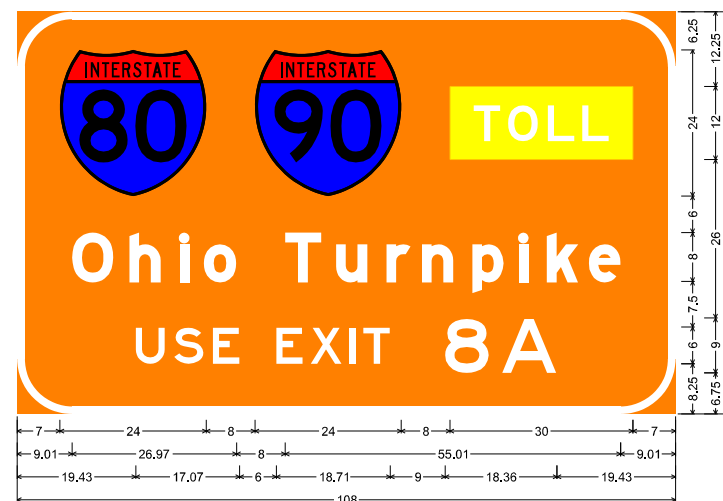 INTERSTATE INTERSTATE
80 90 TOLL
Ohio Turnpike
USE EXIT 8A
6.25 24 6 8 7.5 6 8.25
12.25 12 26 9 6.75
7 24 8 24 8 30 7
9.01 26.97 8 55.01 9.01
19.43 17.07 6 18.71 9 18.36 19.43
108